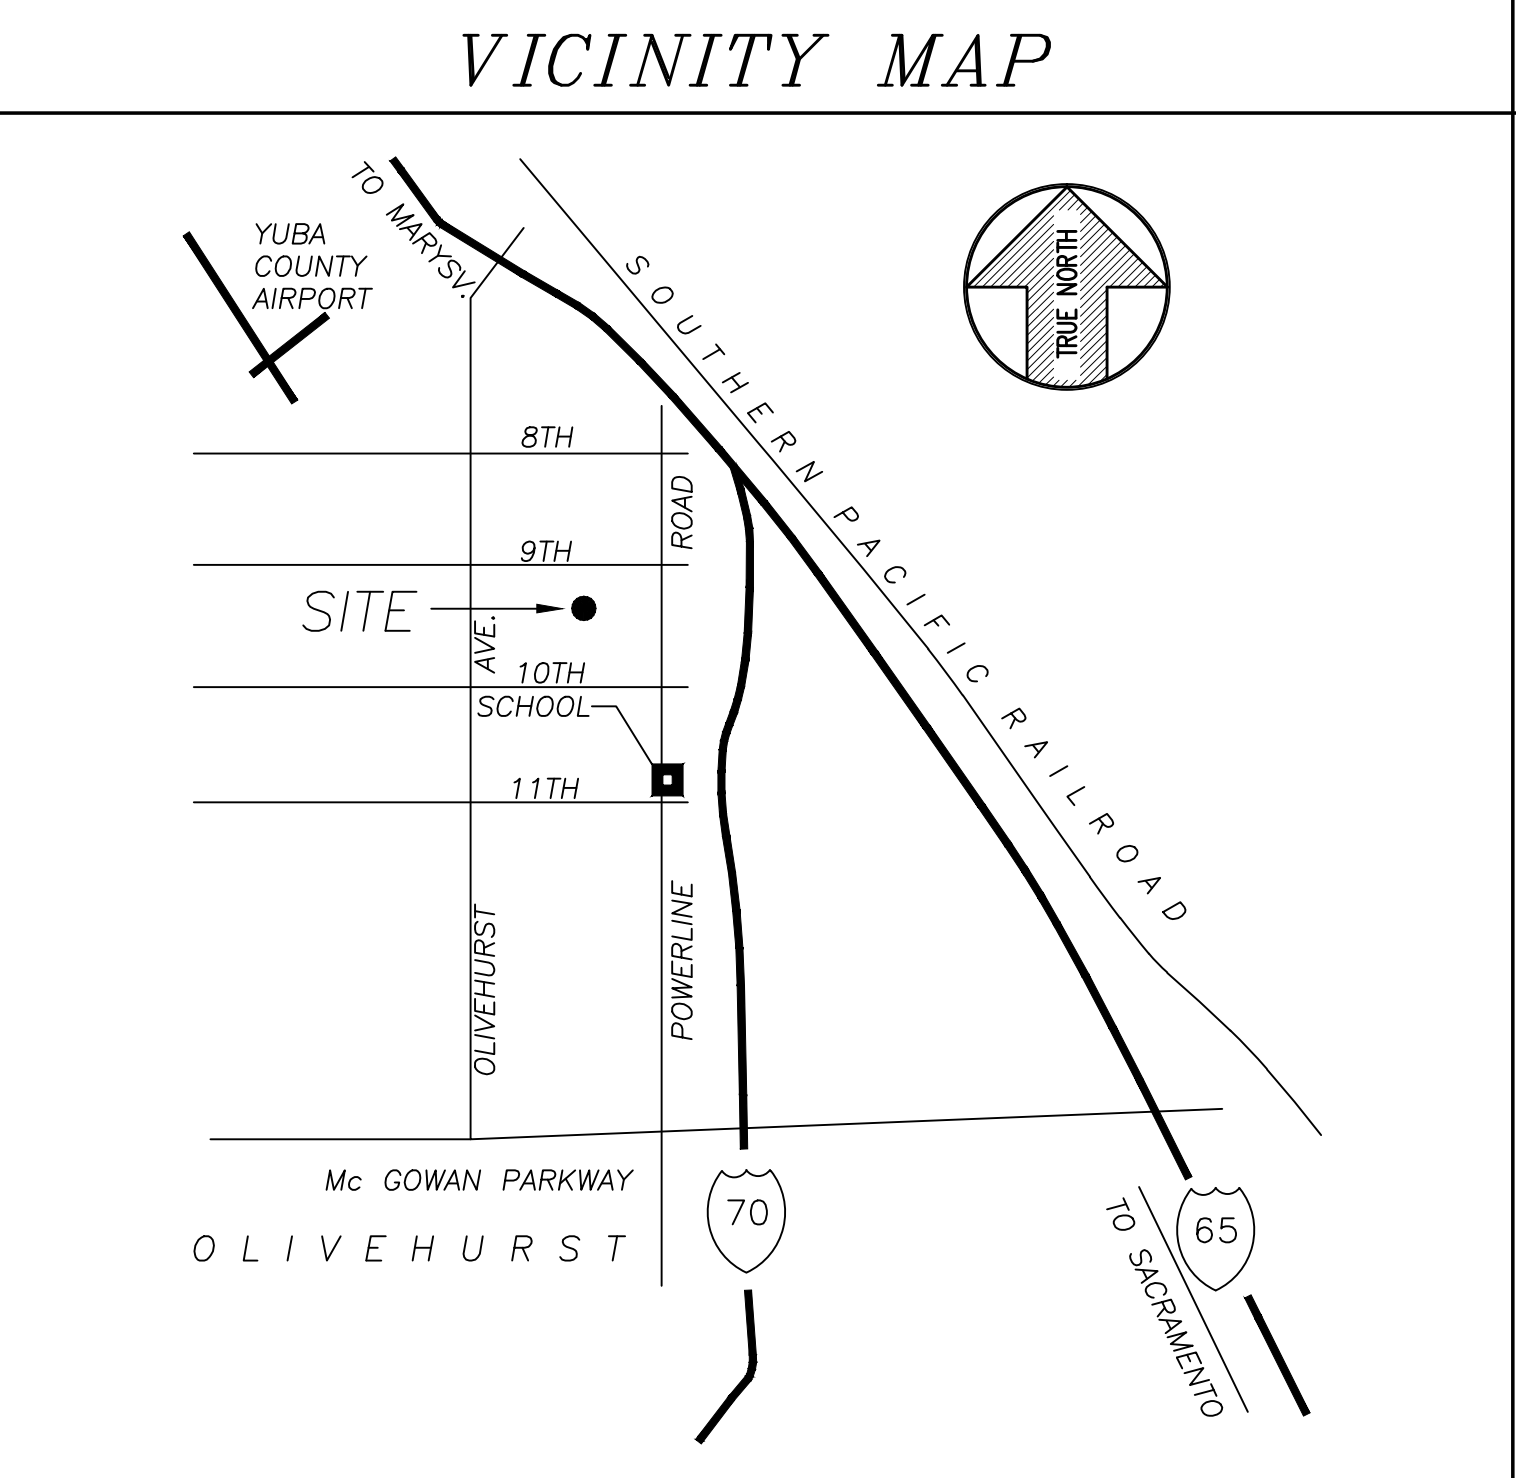 VICINITY MAP
TO MARYSV.
YUBA
COUNTY
AIRPORT
TRUE NORTH
SOUTHERN PACIFIC RAILROAD
8TH
ROAD
9TH
SITE
AVE.
10TH
SCHOOL
11TH
OLIVEHURST
POWERLINE
Mc GOWAN PARKWAY
70
65
OLIVEHURST
TO SACRAMENTO